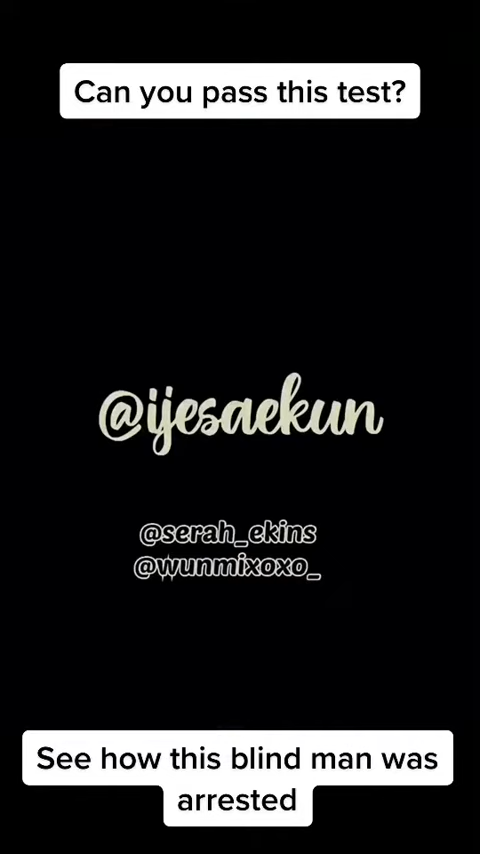 Can you pass this test?
@ijesaekun
@serah_ekins
@wunmixoxo_
See how this blind man was
arrested